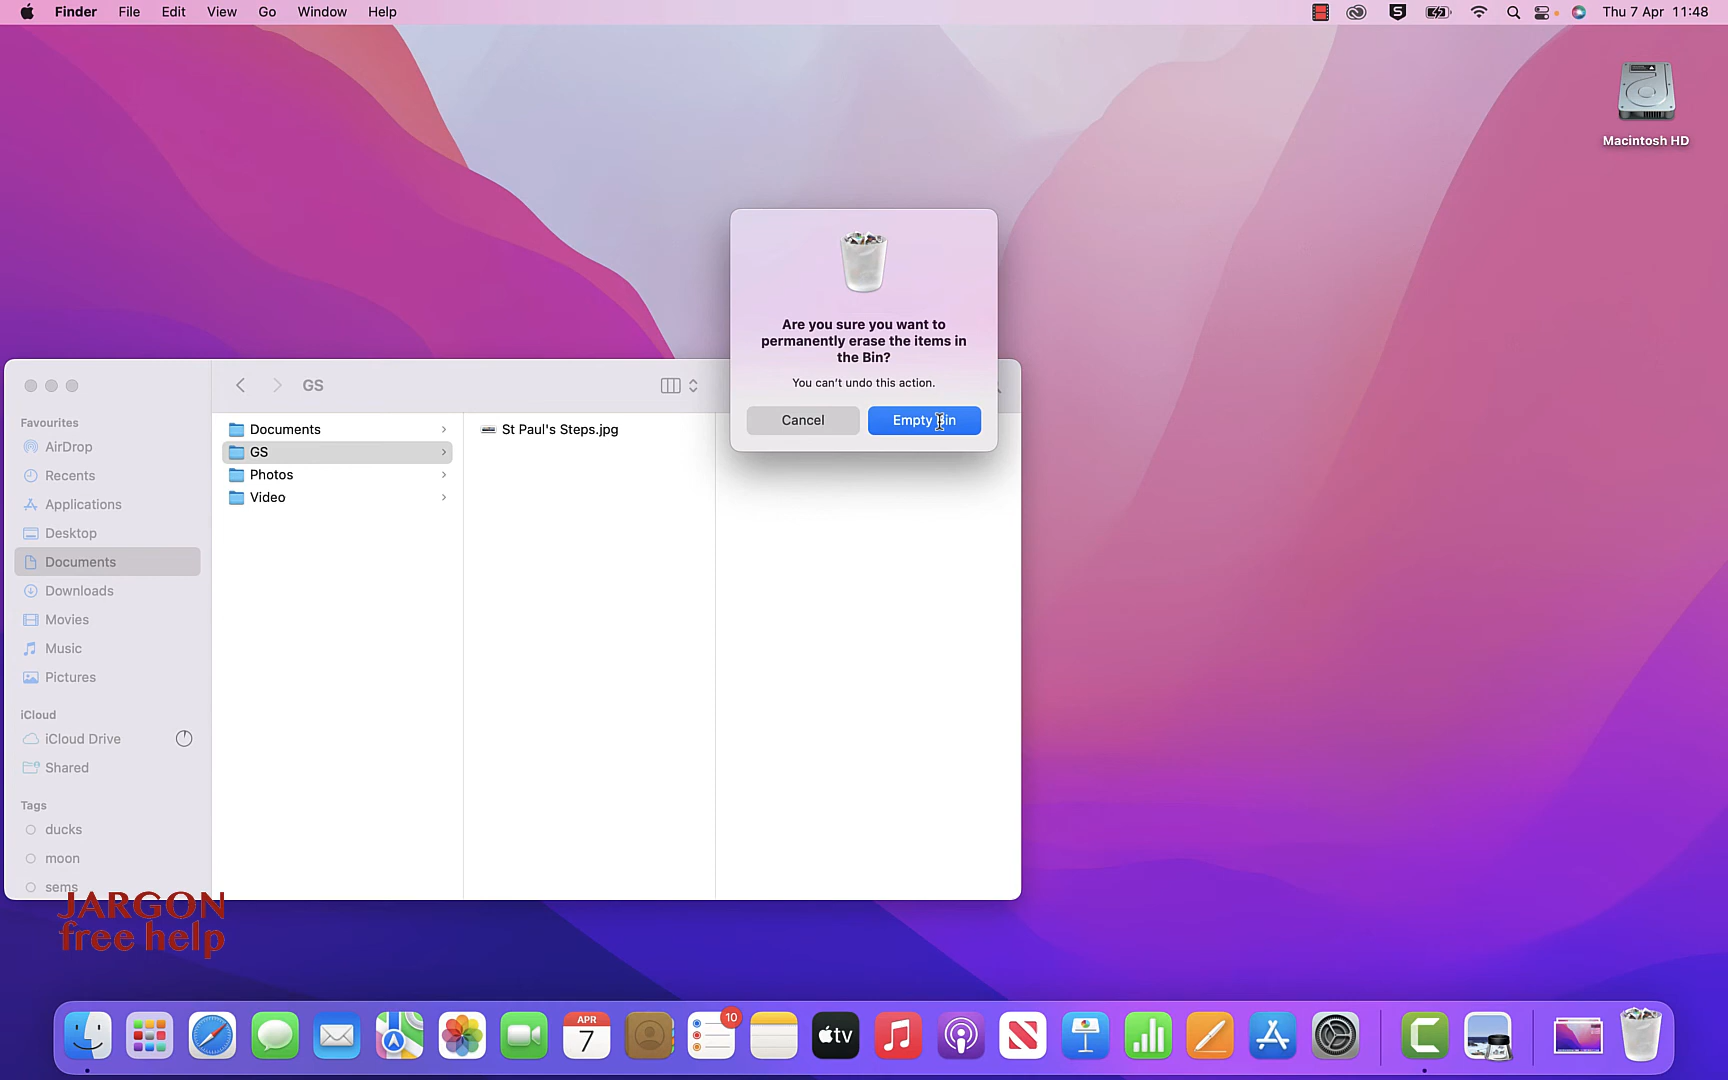 Finder File Edit View Go Window Help
Thu 7 Apr 11:48
Macintosh HD
Are you sure you want to
permanently erase the items in
the Bin?
You can't undo this action.
Cancel
Empty Bin
GS
Favourites
AirDrop
Recents
Applications
Desktop
Documents
Downloads
Movies
Music
Pictures
iCloud
iCloud Drive
Shared
Tags
ducks
moon
sems
Documents
GS
Photos
Video
St Paul's Steps.jpg
JARGON
free help
APR
7
10
tv